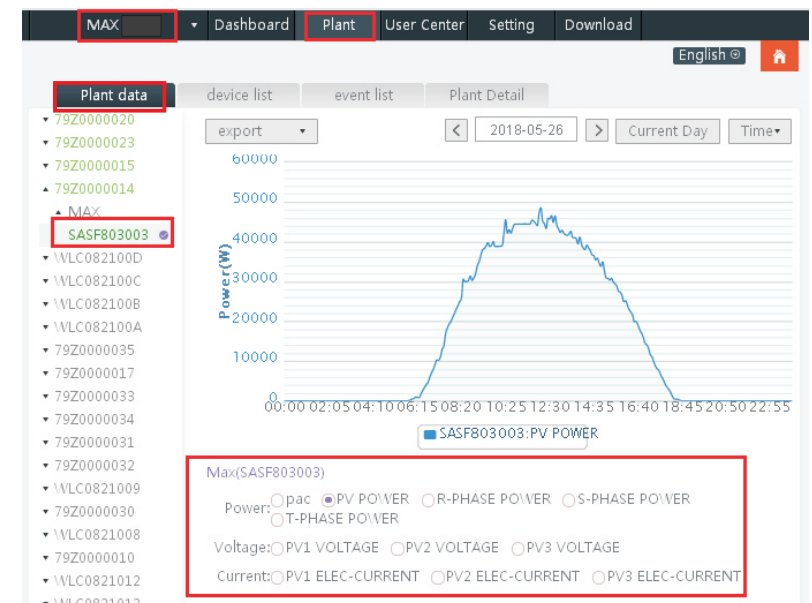 MAX ▾ Dashboard Plant User Center Setting Download
English
Plant data device list event list Plant Detail
79Z0000020
79Z0000023
79Z0000015
79Z0000014
MAX
SASF803003
WLC082100D
WLC082100C
WLC082100B
WLC082100A
79Z0000035
79Z0000017
79Z0000033
79Z0000034
79Z0000031
79Z0000032
WLC0821009
79Z0000030
WLC0821008
79Z0000010
WLC0821012
export < 2018-05-26 > Current Day Time
Power(W)
60000
50000
40000
30000
20000
10000
0
00:00 02:05 04:10 06:15 08:20 10:25 12:30 14:35 16:40 18:45 20:50 22:55
SASF803003:PV POWER
Max(SASF803003)
Power: pac PV POWER R-PHASE POWER S-PHASE POWER
T-PHASE POWER
Voltage: PV1 VOLTAGE PV2 VOLTAGE PV3 VOLTAGE
Current: PV1 ELEC-CURRENT PV2 ELEC-CURRENT PV3 ELEC-CURRENT